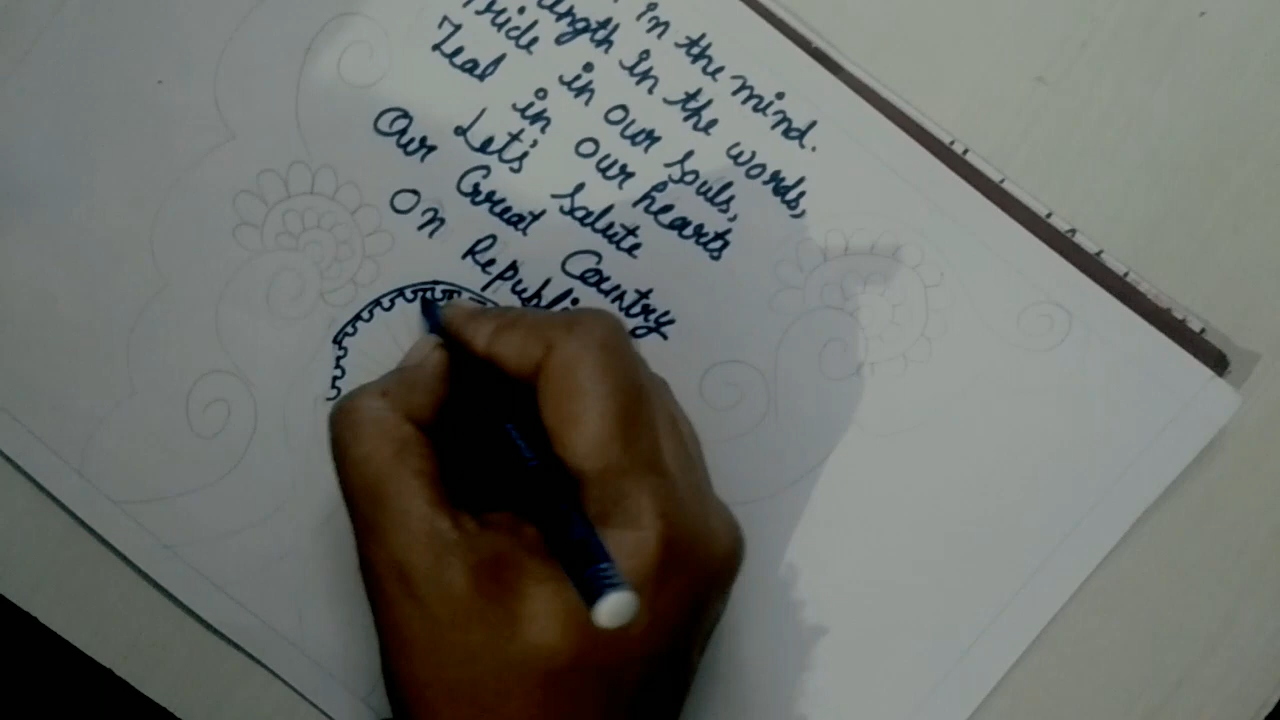 in the mind.
in the words,
in our souls,
Zeal in our hearts
Let's Salute
Our Great Country
on Republi